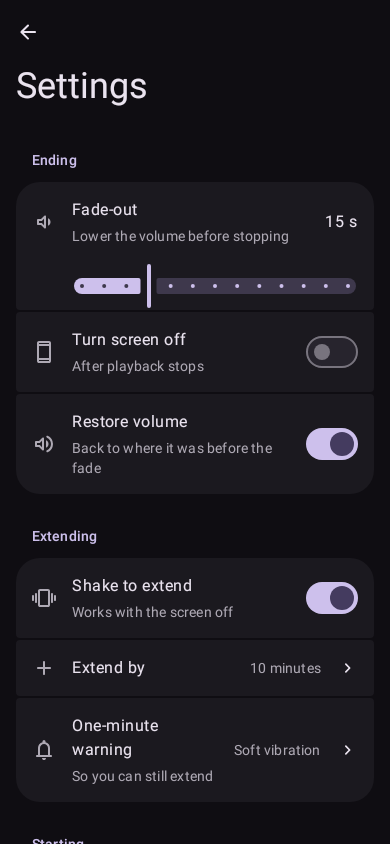 Settings
Ending
Fade-out
Lower the volume before stopping
15 s
Turn screen off
After playback stops
Restore volume
Back to where it was before the
fade
Extending
Shake to extend
Works with the screen off
Extend by
10 minutes
One-minute
warning
So you can still extend
Soft vibration
Starting